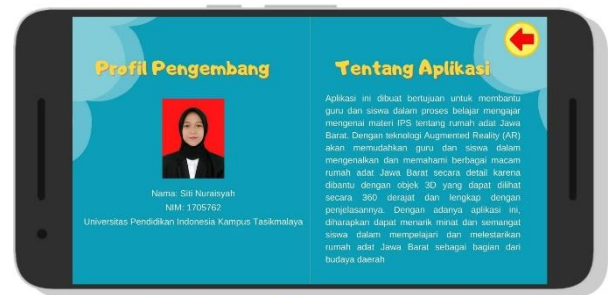 Profil Pengembang
Nama: Siti Nuraisyah
NIM: 1705762
Universitas Pendidikan Indonesia Kampus Tasikmalaya
Tentang Aplikasi
Aplikasi ini dibuat bertujuan untuk membantu
guru dan siswa dalam proses belajar mengajar
mengenai materi IPS tentang rumah adat Jawa
Barat. Dengan teknologi Augmented Reality (AR)
akan memudahkan guru dan siswa dalam
mengenalkan dan memahami berbagai macam
rumah adat Jawa Barat secara detail karena
dibantu dengan objek 3D yang dapat dilihat
secara 360 derajat dan lengkap dengan
penjelasannya. Dengan adanya aplikasi ini,
diharapkan dapat menarik minat dan semangat
siswa dalam mempelajari dan melestarikan
rumah adat Jawa Barat sebagai bagian dari
budaya daerah